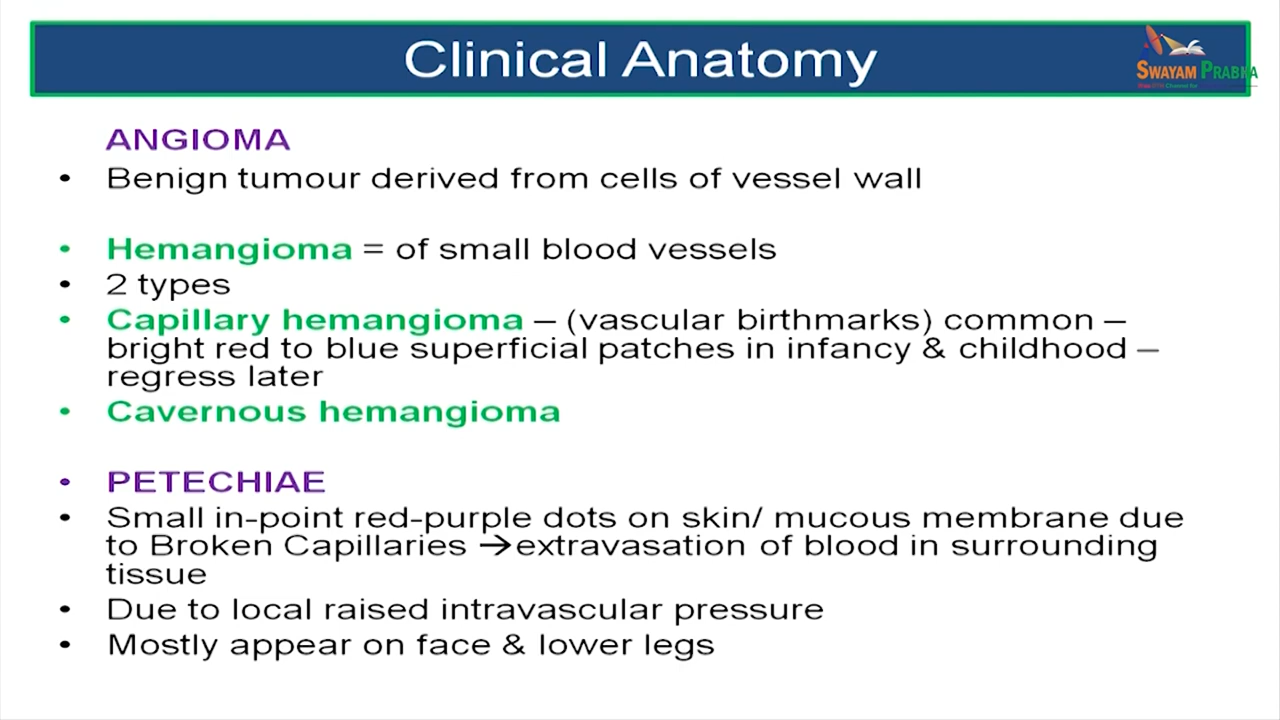 Clinical Anatomy
SWAYAM PRABHA
ANGIOMA
• Benign tumour derived from cells of vessel wall
• Hemangioma = of small blood vessels
• 2 types
• Capillary hemangioma – (vascular birthmarks) common –
bright red to blue superficial patches in infancy & childhood –
regress later
• Cavernous hemangioma
• PETECHIAE
• Small in-point red-purple dots on skin/ mucous membrane due
to Broken Capillaries →extravasation of blood in surrounding
tissue
• Due to local raised intravascular pressure
• Mostly appear on face & lower legs